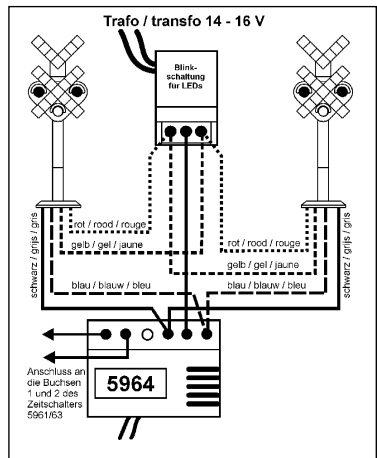 Trafo / transfo 14 - 16 V
Blink-
schaltung
für LEDs
rot / rood / rouge
gelb / gel / jaune
blau / blauw / bleu
schwarz / grijs / gris
rot / rood / rouge
gelb / gel / jaune
blau / blauw / bleu
schwarz / grijs / gris
Anschluss an
die Buchsen
1 und 2 des
Zeitschalters
5961/63
5964